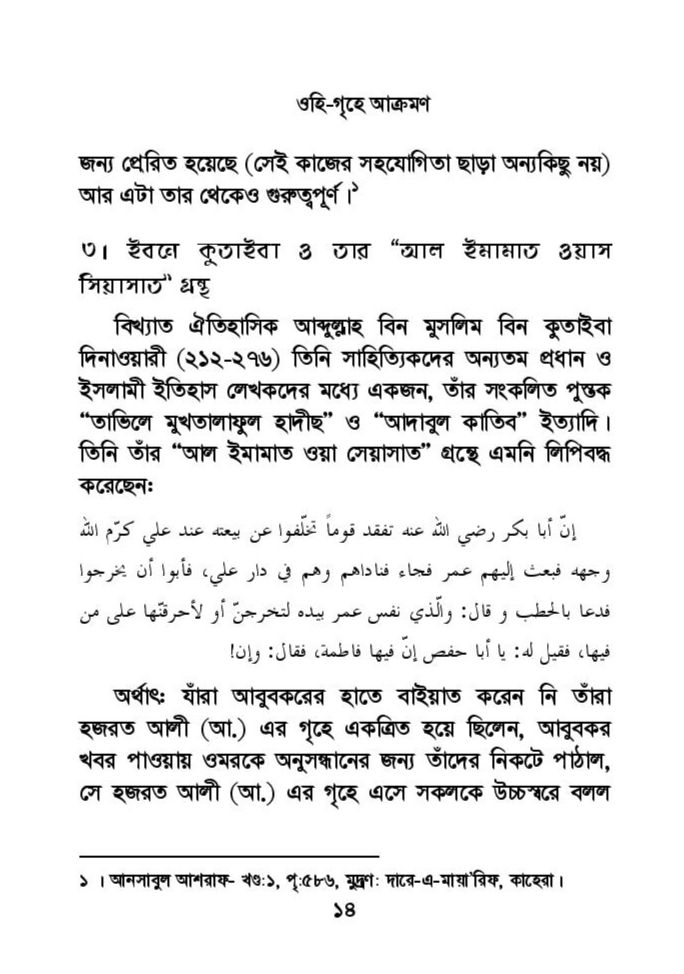 ওহি-গৃহে আক্রমণ
জন্য প্রেরিত হয়েছে (সেই কাজের সহযোগিতা ছাড়া অন্যকিছু নয়)
আর এটা তার থেকেও গুরুত্বপূর্ণ।১
৩। ইবনে কুতাইবা ও তার “আল ইমামাত ওয়াস
সিয়াসাত” গ্রন্থ
বিখ্যাত ঐতিহাসিক আব্দুল্লাহ বিন মুসলিম বিন কুতাইবা
দিনাওয়ারী (২১২-২৭৬) তিনি সাহিত্যিকদের অন্যতম প্রধান ও
ইসলামী ইতিহাস লেখকদের মধ্যে একজন, তাঁর সংকলিত পুস্তক
“তাভিলে মুখতালাফুল হাদীছ” ও “আদাবুল কাতিব” ইত্যাদি।
তিনি তাঁর “আল ইমামাত ওয়া সেয়াসাত” গ্রন্থে এমনি লিপিবদ্ধ
করেছেনঃ
إنّ أبا بكر رضي الله عنه تفقد قوماً تخلّفوا عن بيعته عند علي كرّم الله
وجهه فبعث إليهم عمر فجاء فناداهم وهم في دار علي، فأبوا أن يخرجوا
فدعا بالحطب و قال: والّذي نفس عمر بيده لتخرجنّ أو لأحرقنّها على من
فيها، فقيل له: يا أبا حفص إنّ فيها فاطمة، فقال: وإن!
অর্থাৎঃ যাঁরা আবুবকরের হাতে বাইয়াত করেন নি তাঁরা
হজরত আলী (আ.) এর গৃহে একত্রিত হয়ে ছিলেন, আবুবকর
খবর পাওয়ায় ওমরকে অনুসন্ধানের জন্য তাঁদের নিকটে পাঠাল,
সে হজরত আলী (আ.) এর গৃহে এসে সকলকে উচ্চস্বরে বলল
১ । আনসাবুল আশরাফ- খণ্ড:১, পৃ:৫৮৬, মুদ্রণ: দারে-এ-মায়া'রিফ, কাহেরা।
১৪